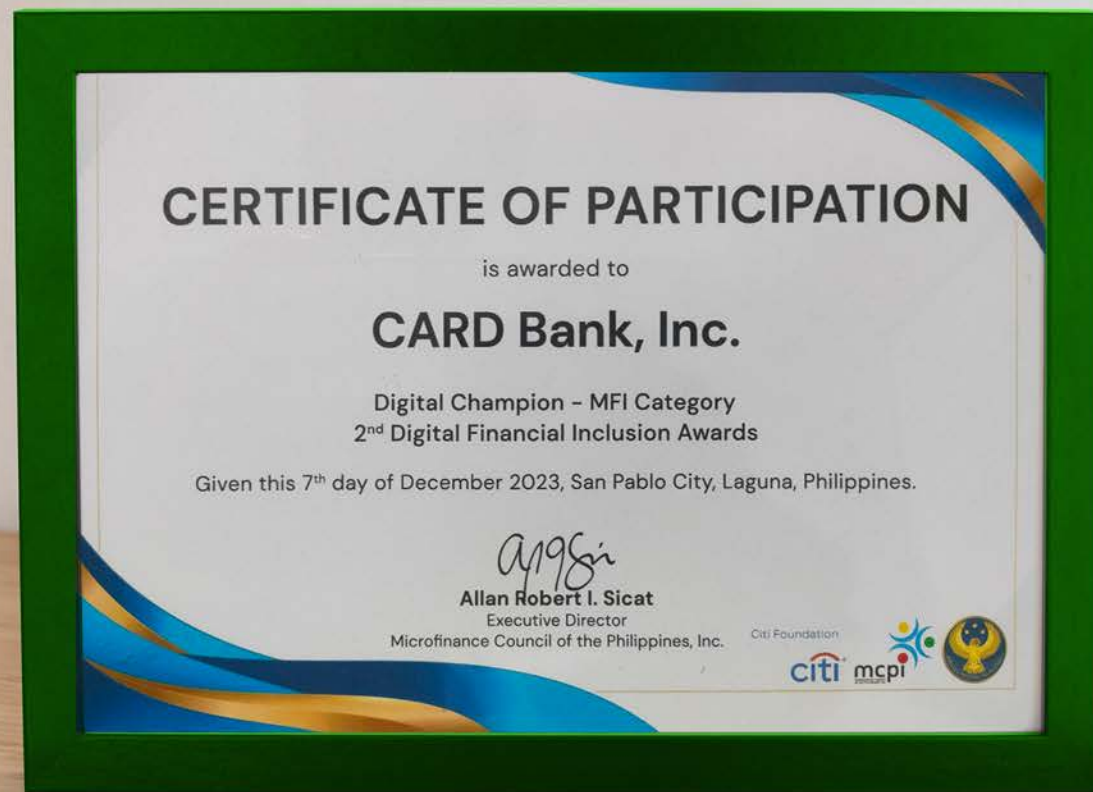 CERTIFICATE OF PARTICIPATION
is awarded to
CARD Bank, Inc.
Digital Champion – MFI Category
2nd Digital Financial Inclusion Awards
Given this 7th day of December 2023, San Pablo City, Laguna, Philippines.
Allan Robert I. Sicat
Executive Director
Microfinance Council of the Philippines, Inc.
Citi Foundation
citi
mcpi